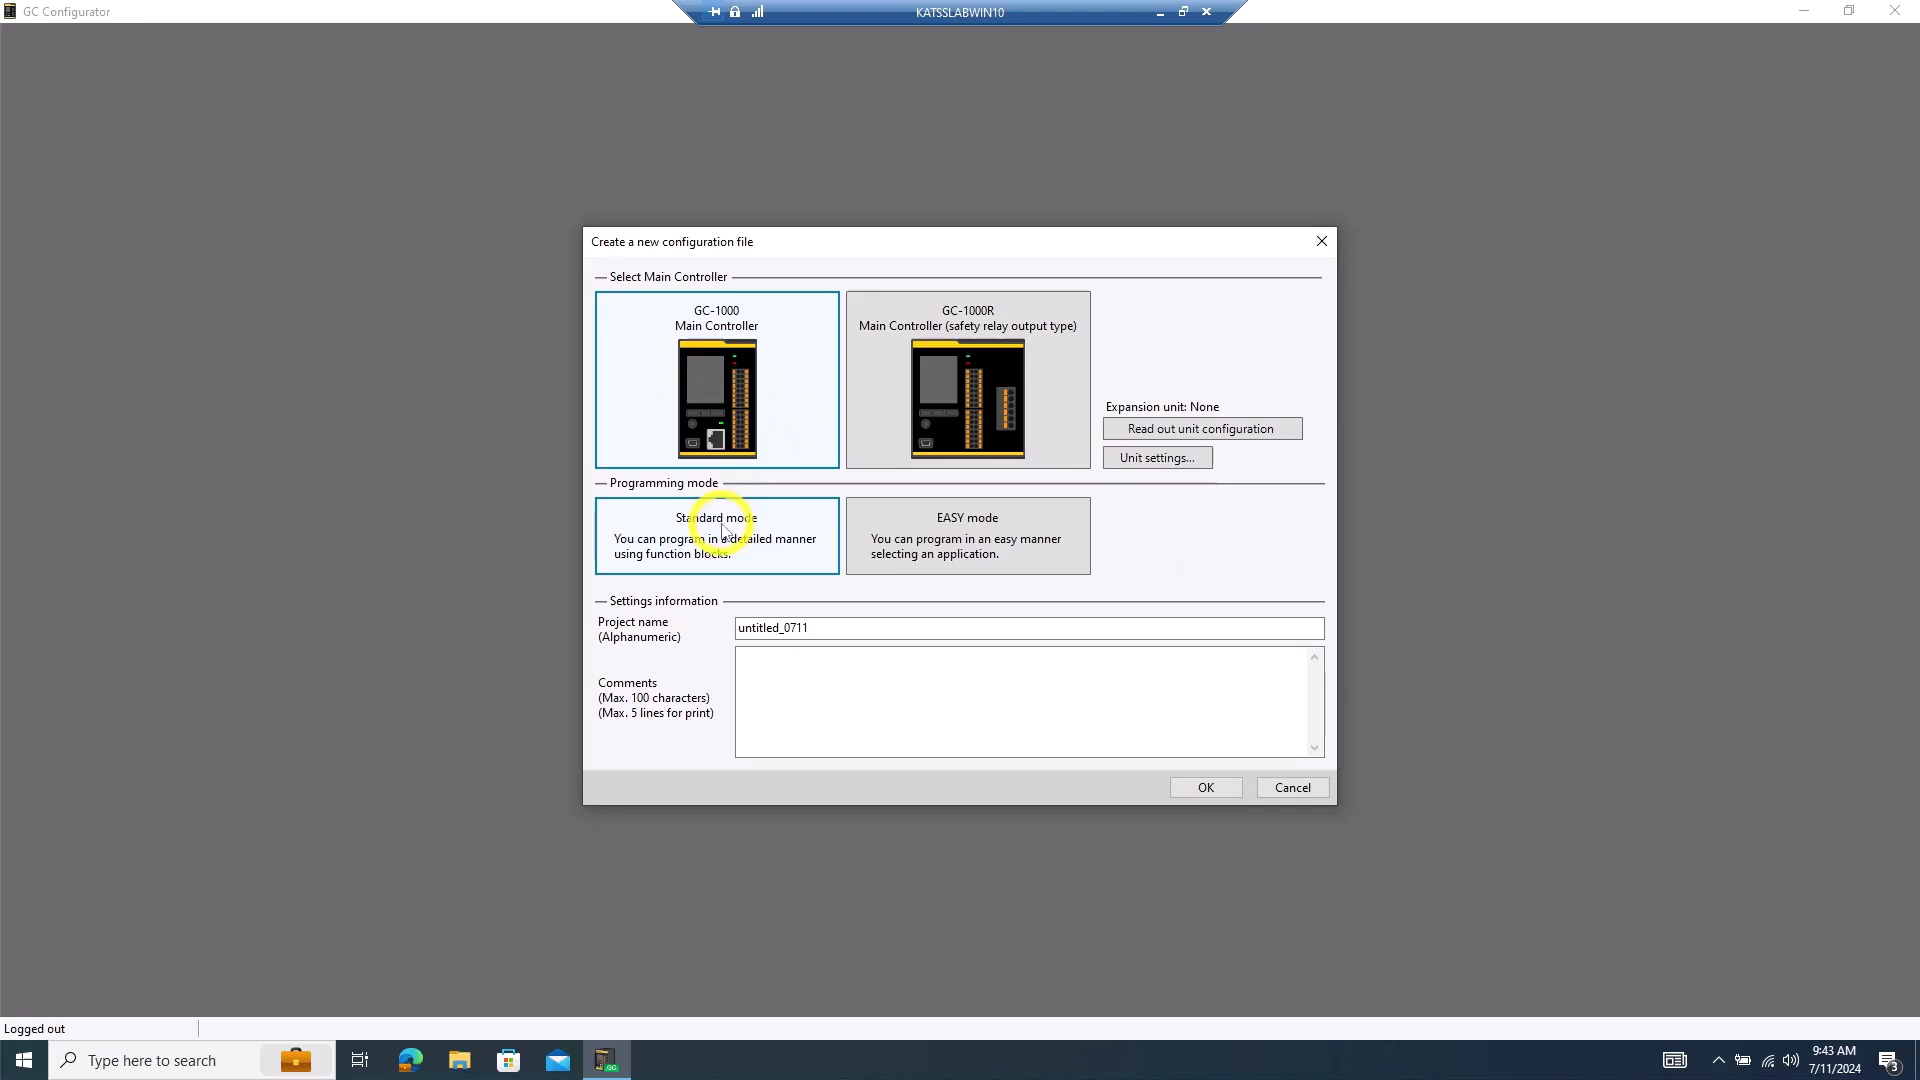 GC Configurator
KATSSLABWIN10
Create a new configuration file
Select Main Controller
GC-1000
Main Controller
GC-1000R
Main Controller (safety relay output type)
Expansion unit: None
Read out unit configuration
Unit settings...
Programming mode
Standard mode
You can program in a detailed manner
using function blocks.
EASY mode
You can program in an easy manner
selecting an application.
Settings information
Project name
(Alphanumeric)
untitled_0711
Comments
(Max. 100 characters)
(Max. 5 lines for print)
OK
Cancel
Logged out
Type here to search
GC
9:43 AM
7/11/2024
3